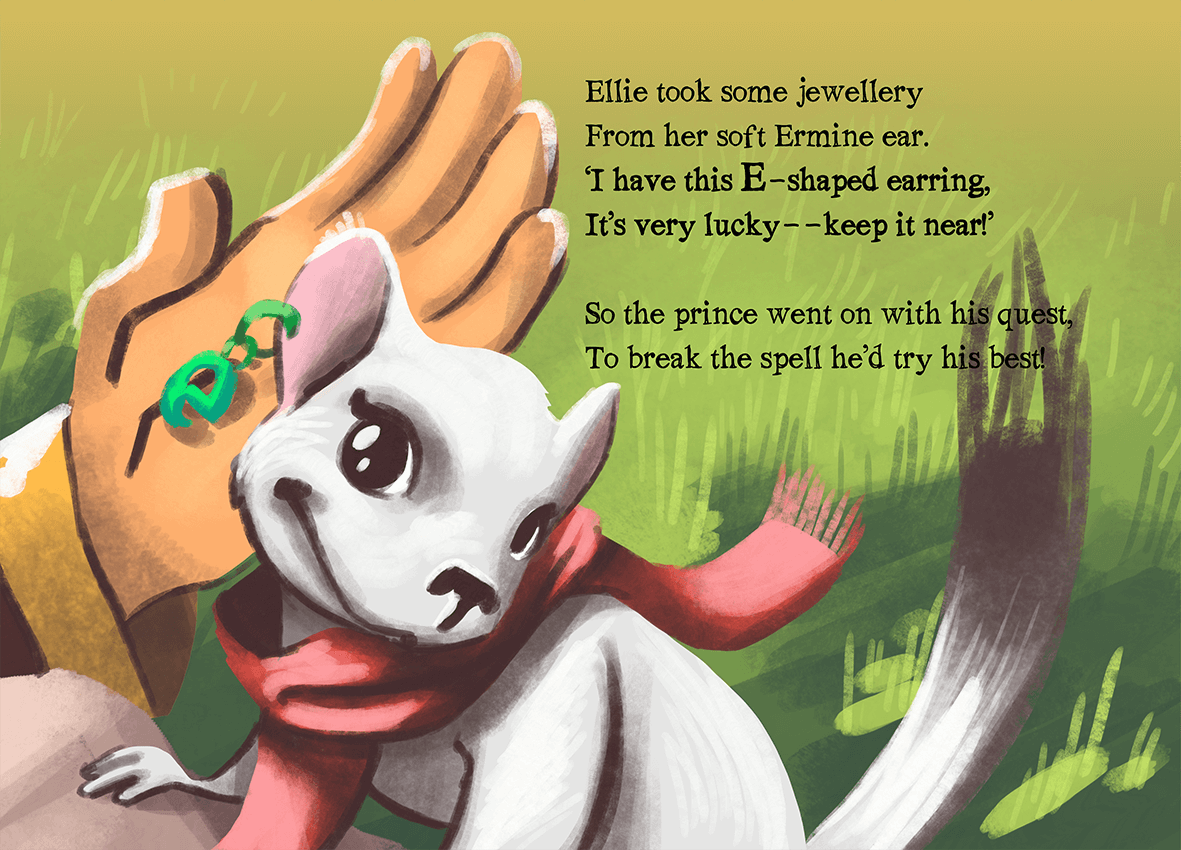 Ellie took some jewellery
From her soft Ermine ear.
‘I have this E-shaped earring,
It’s very lucky--keep it near!’
So the prince went on with his quest,
To break the spell he’d try his best!